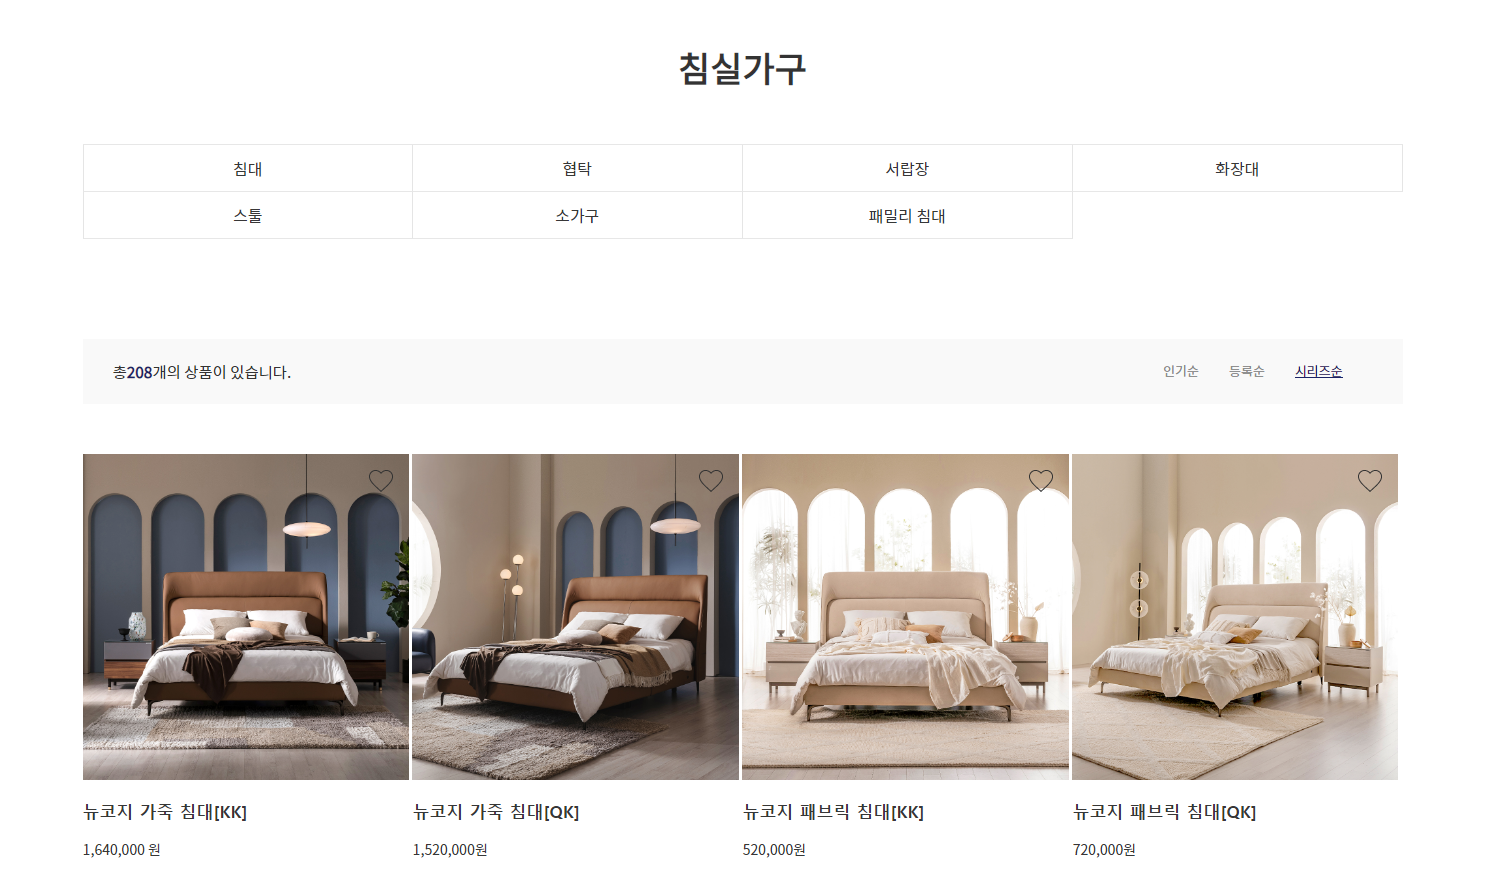 침실가구
침대 협탁 서랍장 화장대
스툴 소가구 패밀리 침대
총208개의 상품이 있습니다. 인기순 등록순 시리즈순
뉴코지 가죽 침대[KK] 뉴코지 가죽 침대[QK] 뉴코지 패브릭 침대[KK] 뉴코지 패브릭 침대[QK]
1,640,000 원 1,520,000원 520,000원 720,000원